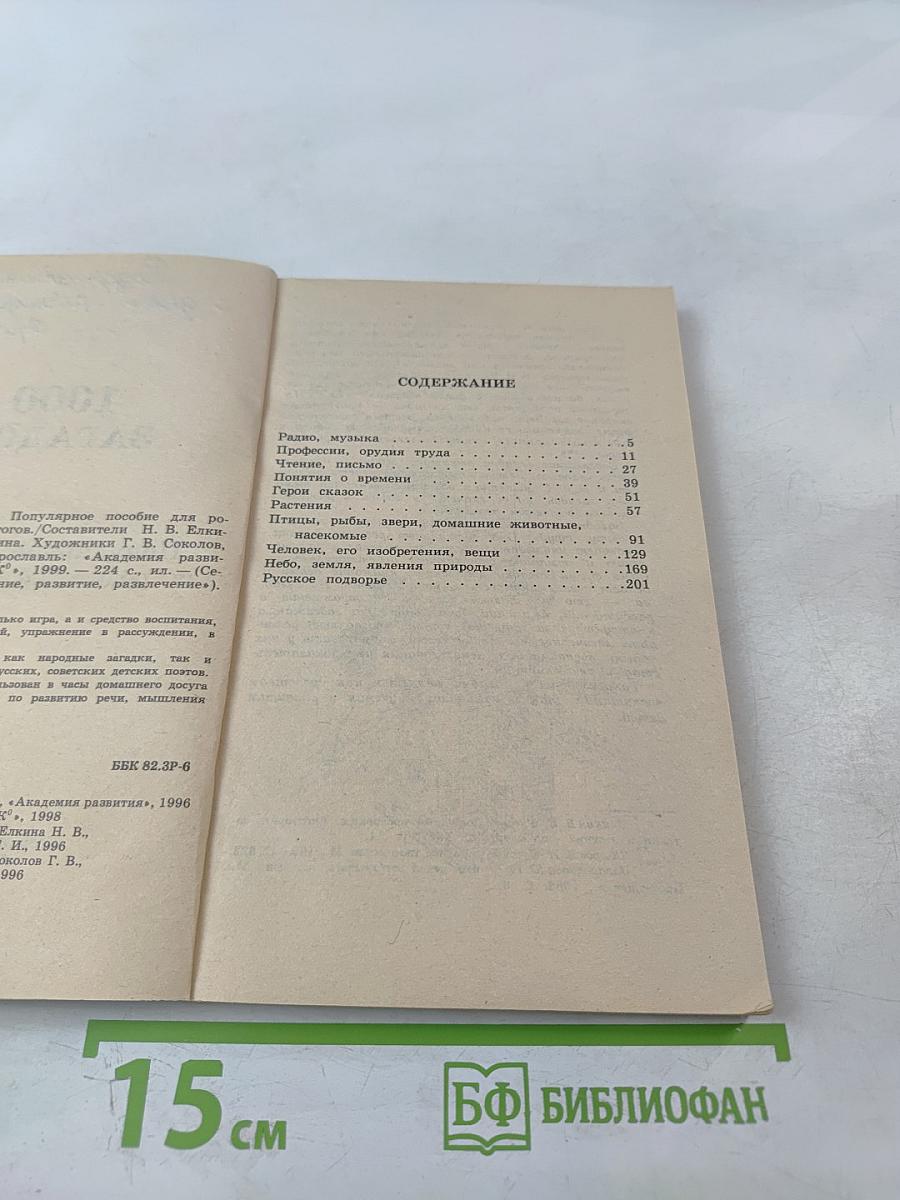 Популярное пособие для ро-
тогов./Составители Н. В. Елки-
ина. Художники Г. В. Соколов,
рославль: «Академия разви-
К⁰», 1999. — 224 с., ил. — (Се-
ние, развитие, развлечение»).
лько игра, а и средство воспитания,
й, упражнение в рассуждении, в
как народные загадки, так и
усских, советских детских поэтов.
льзован в часы домашнего досуга
по развитию речи, мышления
ББК 82.3Р-6
, «Академия развития», 1996
К⁰», 1998
Елкина Н. В.,
. И., 1996
околов Г. В.,
996
СОДЕРЖАНИЕ
Радио, музыка . . . . . . . . . . . . . . . . . . . .5
Профессии, орудия труда . . . . . . . . . . . . . 11
Чтение, письмо . . . . . . . . . . . . . . . . . . . 27
Понятия о времени . . . . . . . . . . . . . . . . 39
Герои сказок . . . . . . . . . . . . . . . . . . . . 51
Растения . . . . . . . . . . . . . . . . . . . . . . . 57
Птицы, рыбы, звери, домашние животные,
насекомые . . . . . . . . . . . . . . . . . . . 91
Человек, его изобретения, вещи . . . . . . . . .129
Небо, земля, явления природы . . . . . . . . . .169
Русское подворье . . . . . . . . . . . . . . . . . .201
15 см
БФ БИБЛИОФАН